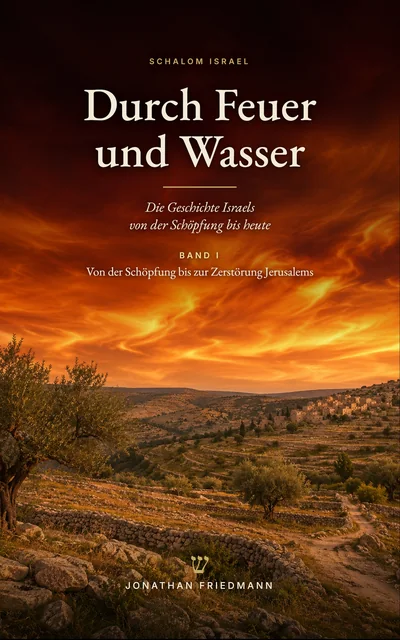 SCHALOM ISRAEL
Durch Feuer
und Wasser
Die Geschichte Israels
von der Schöpfung bis heute
BAND I
Von der Schöpfung bis zur Zerstörung Jerusalems
ש
JONATHAN FRIEDMANN